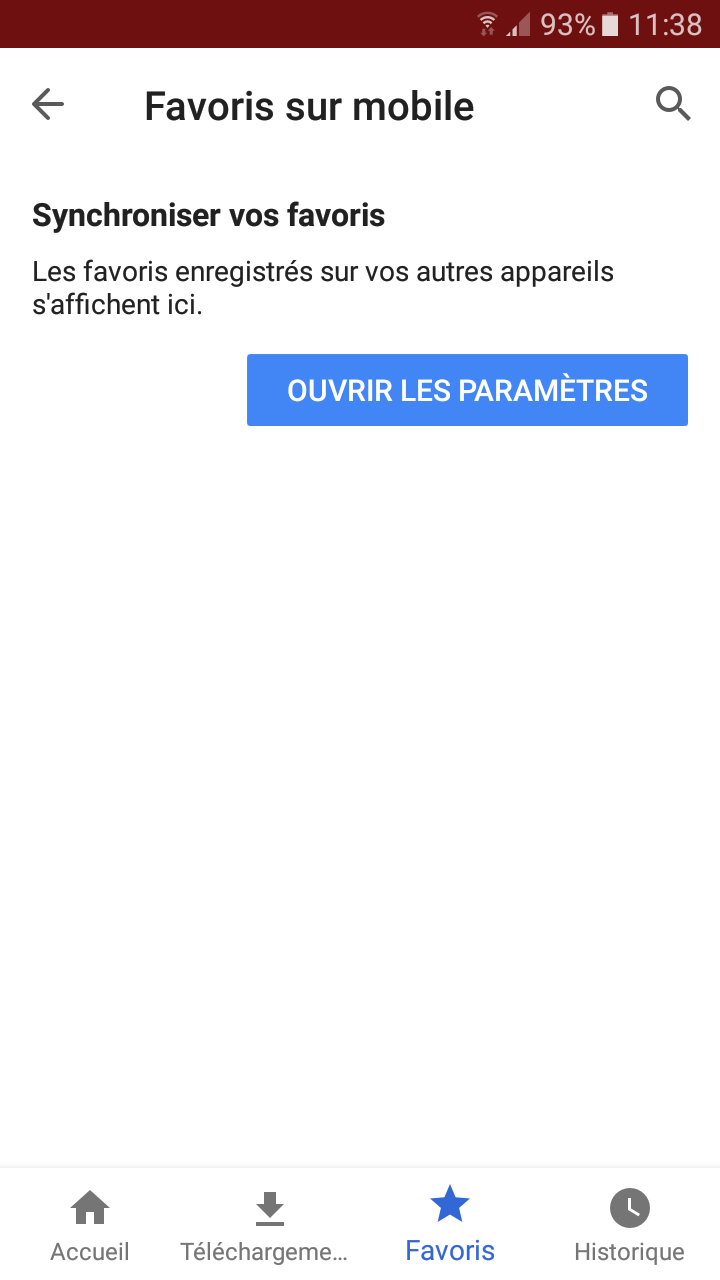 93% 11:38
Favoris sur mobile
Synchroniser vos favoris
Les favoris enregistrés sur vos autres appareils
s'affichent ici.
OUVRIR LES PARAMÈTRES
Accueil
Téléchargeme...
Favoris
Historique